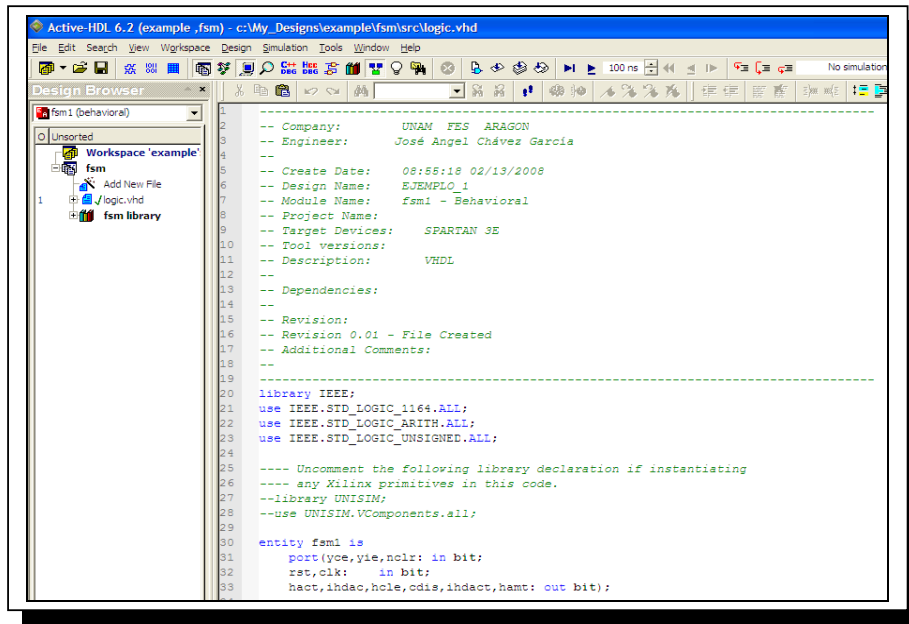 Active-HDL 6.2 (example ,fsm) - c:\My_Designs\example\fsm\src\logic.vhd
File Edit Search View Workspace Design Simulation Tools Window Help
100 ns No simulation
Design Browser
fsm1 (behavioral)
O Unsorted
Workspace 'example'
fsm
Add New File
1 logic.vhd
fsm library
1 ------------------------------------------------------------------------------
2 -- Company: UNAM FES ARAGON
3 -- Engineer: José Angel Chávez García
4 --
5 -- Create Date: 08:55:18 02/13/2008
6 -- Design Name: EJEMPLO_1
7 -- Module Name: fsm1 - Behavioral
8 -- Project Name:
9 -- Target Devices: SPARTAN 3E
10 -- Tool versions:
11 -- Description: VHDL
12 --
13 -- Dependencies:
14 --
15 -- Revision:
16 -- Revision 0.01 - File Created
17 -- Additional Comments:
18 --
19 ------------------------------------------------------------------------------
20 library IEEE;
21 use IEEE.STD_LOGIC_1164.ALL;
22 use IEEE.STD_LOGIC_ARITH.ALL;
23 use IEEE.STD_LOGIC_UNSIGNED.ALL;
24
25 ---- Uncomment the following library declaration if instantiating
26 ---- any Xilinx primitives in this code.
27 --library UNISIM;
28 --use UNISIM.VComponents.all;
29
30 entity fsm1 is
31 port(yce,yie,nclr: in bit;
32 rst,clk: in bit;
33 hact,ihdac,hcle,cdis,ihdact,hamt: out bit);